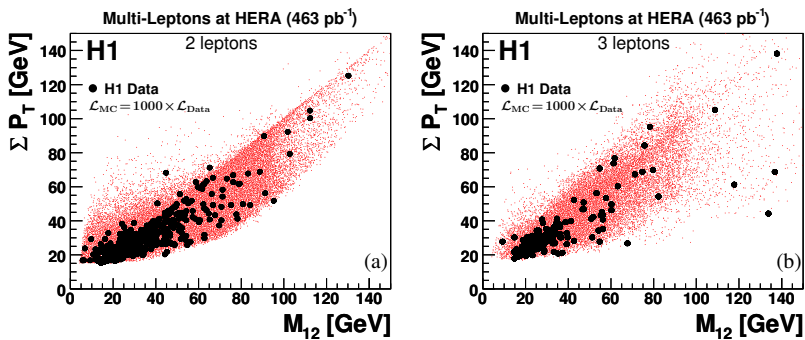 Multi-Leptons at HERA (463 pb⁻¹)
2 leptons
H1
H1 Data
ℒMC = 1000 × ℒData
Σ P_T [GeV]
140
120
100
80
60
40
20
0
0 20 40 60 80 100 120 140
M₁₂ [GeV]
(a)
Multi-Leptons at HERA (463 pb⁻¹)
3 leptons
H1
H1 Data
ℒMC = 1000 × ℒData
Σ P_T [GeV]
140
120
100
80
60
40
20
0
0 20 40 60 80 100 120 140
M₁₂ [GeV]
(b)